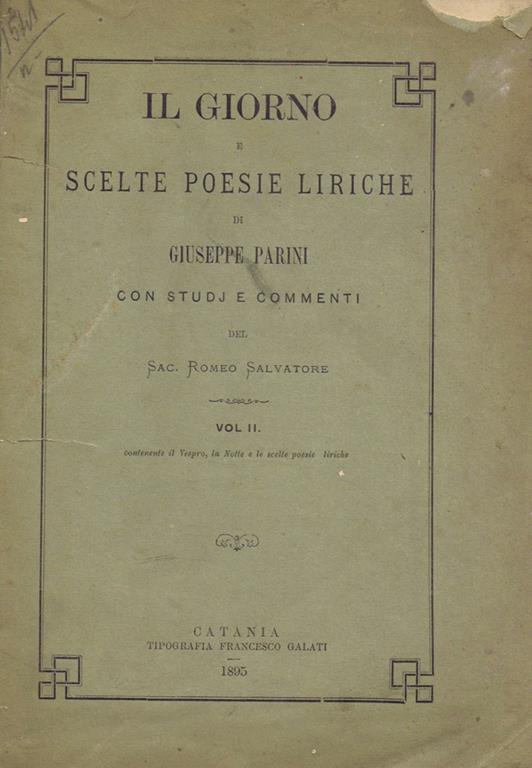 1541
n
IL GIORNO
E
SCELTE POESIE LIRICHE
DI
GIUSEPPE PARINI
CON STUDJ E COMMENTI
DEL
SAC. ROMEO SALVATORE
VOL II.
contenente il Vespro, la Notte e le scelte poesie liriche
CATANIA
TIPOGRAFIA FRANCESCO GALATI
1895